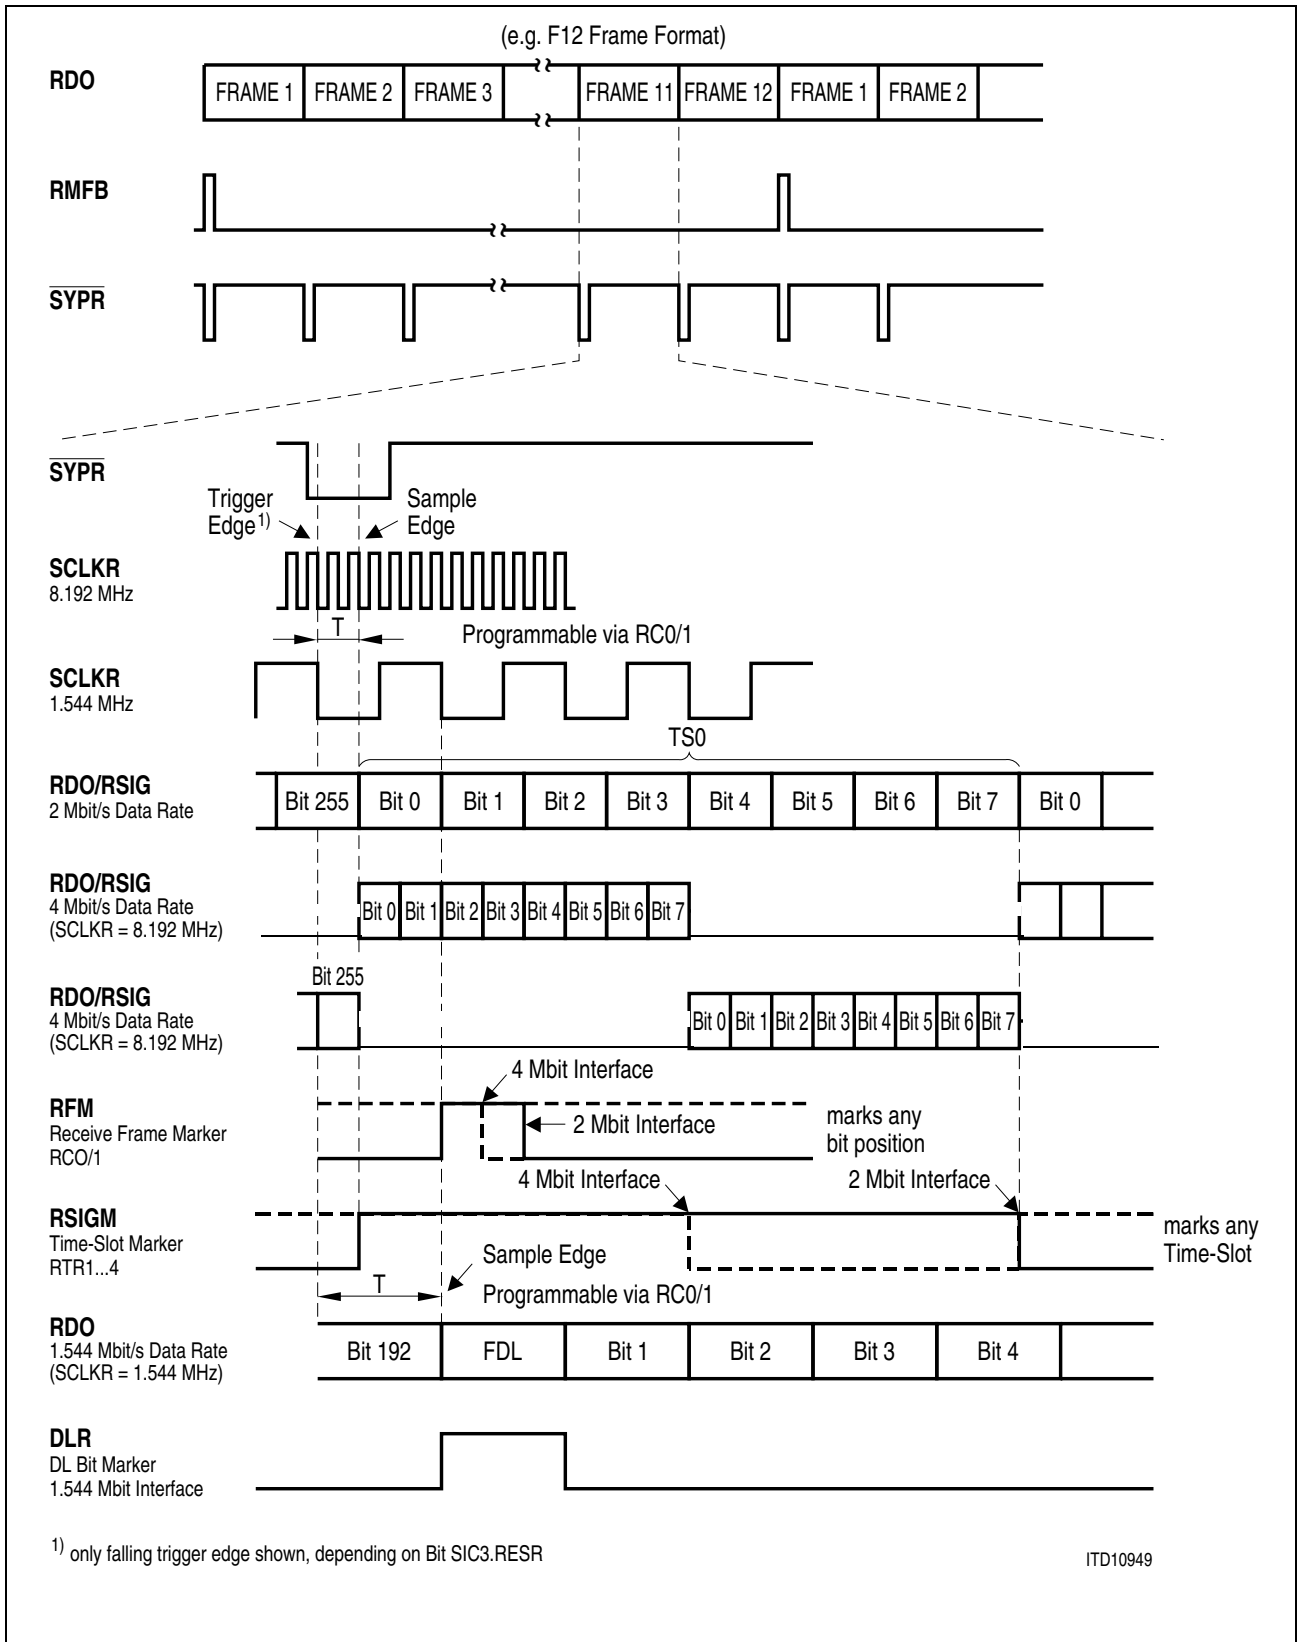 (e.g. F12 Frame Format)
RDO
FRAME 1 FRAME 2 FRAME 3 FRAME 11 FRAME 12 FRAME 1 FRAME 2
RMFB
SYPR
SYPR
Trigger
Edge1)
Sample
Edge
SCLKR
8.192 MHz
T
Programmable via RC0/1
SCLKR
1.544 MHz
TS0
RDO/RSIG
2 Mbit/s Data Rate
Bit 255 Bit 0 Bit 1 Bit 2 Bit 3 Bit 4 Bit 5 Bit 6 Bit 7 Bit 0
RDO/RSIG
4 Mbit/s Data Rate
(SCLKR = 8.192 MHz)
Bit 0 Bit 1 Bit 2 Bit 3 Bit 4 Bit 5 Bit 6 Bit 7
Bit 255
RDO/RSIG
4 Mbit/s Data Rate
(SCLKR = 8.192 MHz)
Bit 0 Bit 1 Bit 2 Bit 3 Bit 4 Bit 5 Bit 6 Bit 7
4 Mbit Interface
RFM
Receive Frame Marker
RCO/1
2 Mbit Interface
marks any
bit position
4 Mbit Interface
2 Mbit Interface
RSIGM
Time-Slot Marker
RTR1...4
marks any
Time-Slot
T
Sample Edge
Programmable via RC0/1
RDO
1.544 Mbit/s Data Rate
(SCLKR = 1.544 MHz)
Bit 192 FDL Bit 1 Bit 2 Bit 3 Bit 4
DLR
DL Bit Marker
1.544 Mbit Interface
1) only falling trigger edge shown, depending on Bit SIC3.RESR
ITD10949